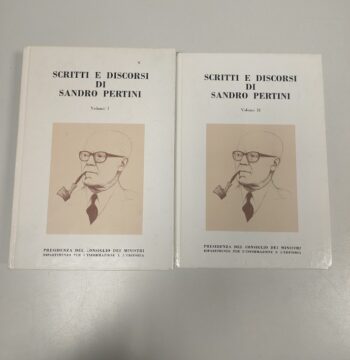 SCRITTI E DISCORSI
DI
SANDRO PERTINI
Volume I
PRESIDENZA DEL CONSIGLIO DEI MINISTRI
DIPARTIMENTO PER L'INFORMAZIONE E L'EDITORIA
SCRITTI E DISCORSI
DI
SANDRO PERTINI
Volume II
PRESIDENZA DEL CONSIGLIO DEI MINISTRI
DIPARTIMENTO PER L'INFORMAZIONE E L'EDITORIA